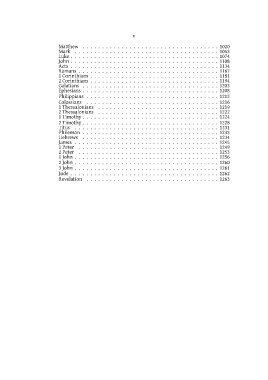 Matthew . . . . . . . . . . . . . . . . . . . . . . . . . . . . . . 1020
Mark . . . . . . . . . . . . . . . . . . . . . . . . . . . . . . 1053
Luke . . . . . . . . . . . . . . . . . . . . . . . . . . . . . . 1074
John . . . . . . . . . . . . . . . . . . . . . . . . . . . . . . 1108
Acts . . . . . . . . . . . . . . . . . . . . . . . . . . . . . . 1134
Romans . . . . . . . . . . . . . . . . . . . . . . . . . . . . . . 1167
1 Corinthians . . . . . . . . . . . . . . . . . . . . . . . . . . . . . . 1181
2 Corinthians . . . . . . . . . . . . . . . . . . . . . . . . . . . . . . 1194
Galatians . . . . . . . . . . . . . . . . . . . . . . . . . . . . . . 1203
Ephesians . . . . . . . . . . . . . . . . . . . . . . . . . . . . . . 1208
Philippians . . . . . . . . . . . . . . . . . . . . . . . . . . . . . . 1212
Colossians . . . . . . . . . . . . . . . . . . . . . . . . . . . . . . 1216
1 Thessalonians . . . . . . . . . . . . . . . . . . . . . . . . . . . . . . 1219
2 Thessalonians . . . . . . . . . . . . . . . . . . . . . . . . . . . . . . 1222
1 Timothy . . . . . . . . . . . . . . . . . . . . . . . . . . . . . . 1224
2 Timothy . . . . . . . . . . . . . . . . . . . . . . . . . . . . . . 1228
Titus . . . . . . . . . . . . . . . . . . . . . . . . . . . . . . 1231
Philemon . . . . . . . . . . . . . . . . . . . . . . . . . . . . . . 1233
Hebrews . . . . . . . . . . . . . . . . . . . . . . . . . . . . . . 1234
James . . . . . . . . . . . . . . . . . . . . . . . . . . . . . . 1245
1 Peter . . . . . . . . . . . . . . . . . . . . . . . . . . . . . . 1249
2 Peter . . . . . . . . . . . . . . . . . . . . . . . . . . . . . . 1253
1 John . . . . . . . . . . . . . . . . . . . . . . . . . . . . . . 1256
2 John . . . . . . . . . . . . . . . . . . . . . . . . . . . . . . 1260
3 John . . . . . . . . . . . . . . . . . . . . . . . . . . . . . . 1261
Jude . . . . . . . . . . . . . . . . . . . . . . . . . . . . . . 1262
Revelation . . . . . . . . . . . . . . . . . . . . . . . . . . . . . . 1263